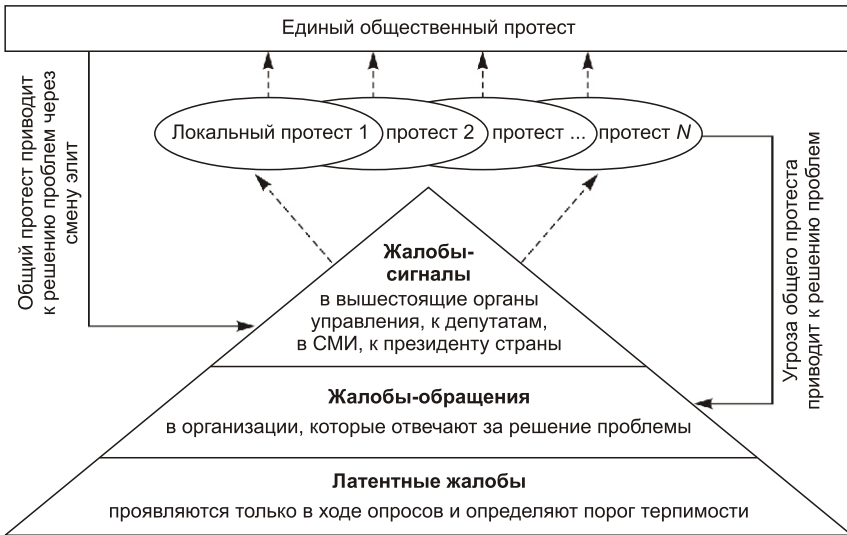 Единый общественный протест
Общий протест приводит
к решению проблем через
смену элит
Локальный протест 1
протест 2
протест ...
протест N
Угроза общего протеста
приводит к решению проблем
Жалобы-
сигналы
в вышестоящие органы
управления, к депутатам,
в СМИ, к президенту страны
Жалобы-обращения
в организации, которые отвечают за решение проблемы
Латентные жалобы
проявляются только в ходе опросов и определяют порог терпимости